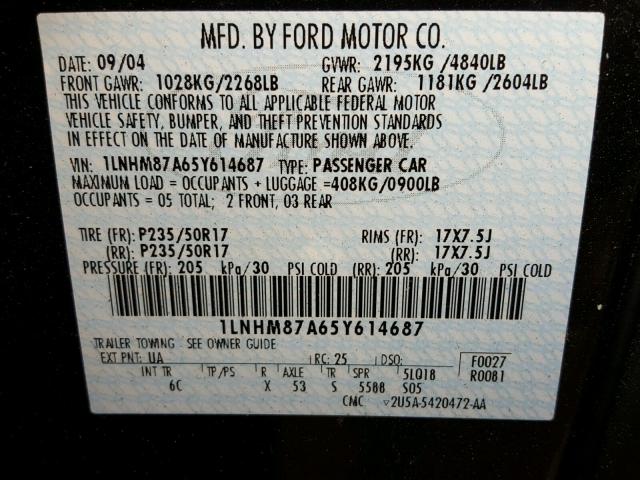 MFD. BY FORD MOTOR CO.
DATE: 09/04 GVWR: 2195KG/4840LB
FRONT GAWR: 1028KG/2268LB REAR GAWR: 1181KG/2604LB
THIS VEHICLE CONFORMS TO ALL APPLICABLE FEDERAL MOTOR
VEHICLE SAFETY, BUMPER, AND THEFT PREVENTION STANDARDS
IN EFFECT ON THE DATE OF MANUFACTURE SHOWN ABOVE.
VIN: 1LNHM87A65Y614687 TYPE: PASSENGER CAR
MAXIMUM LOAD = OCCUPANTS + LUGGAGE =408KG/0900LB
OCCUPANTS = 05 TOTAL; 2 FRONT, 03 REAR
TIRE (FR): P235/50R17 RIMS (FR): 17X7.5J
(RR): P235/50R17 (RR): 17X7.5J
PRESSURE (FR): 205 kPa/30 PSI COLD (RR): 205 kPa/30 PSI COLD
1LNHM87A65Y614687
TRAILER TOWING SEE OWNER GUIDE
EXT PNT: UA RC: 25 DSO: F0027
INT TR TP/PS R AXLE TR SPR 5L018 R0081
6C X 53 S 5588 S05
CMC ▽2U5A-5420472-AA